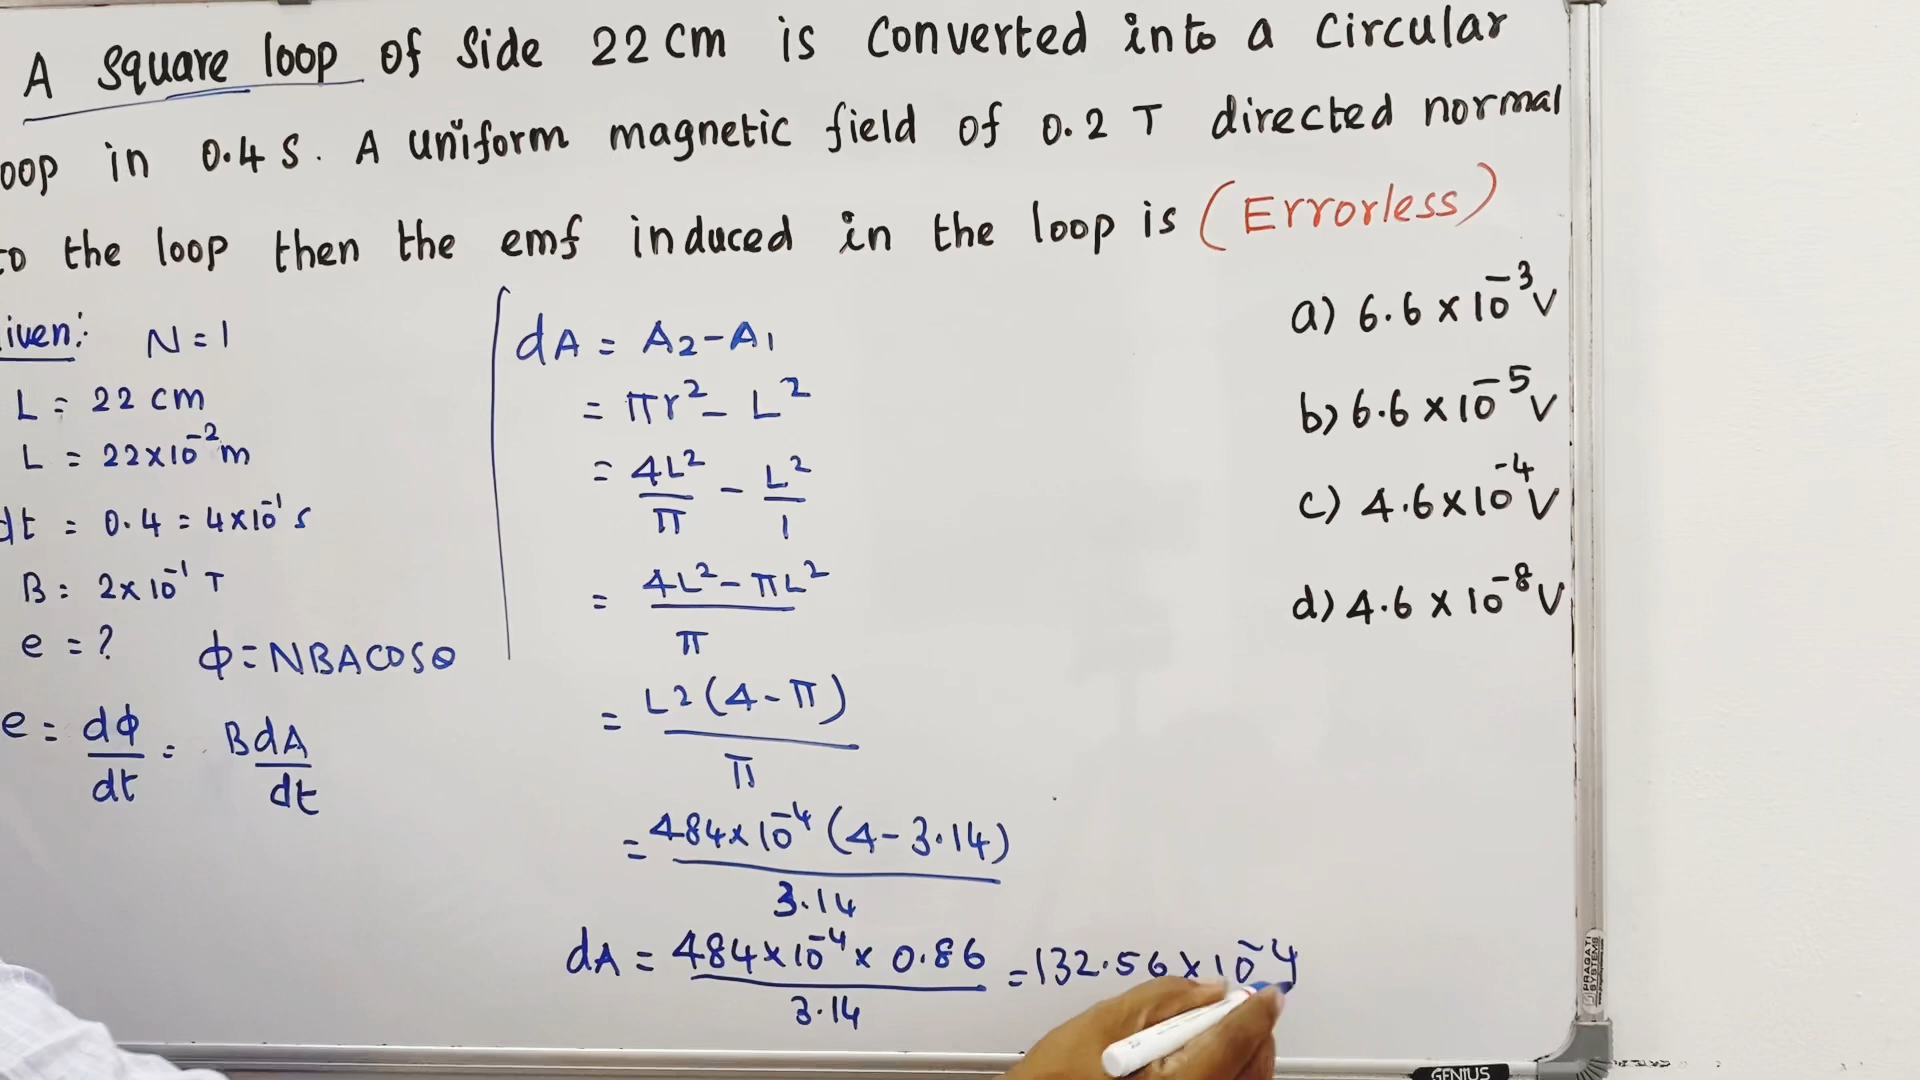 A square loop of Side 22 cm is Converted into a Circular
oop in 0.4 S. A uniform magnetic field of 0.2 T directed normal
to the loop then the emf induced in the loop is (Errorless)
iven: N = 1
L = 22 cm
L = 22×10⁻² m
dt = 0.4 = 4×10⁻¹ s
B = 2×10⁻¹ T
e = ? ϕ = NBACOSθ
e = dϕ/dt = BdA/dt
dA = A₂-A₁
= πr² - L²
= 4L²/π - L²/1
= 4L²-πL²/π
= L2(4-π)/π
= 484×10⁻⁴(4-3.14)/3.14
dA = 484×10⁻⁴×0.86/3.14 = 132.56×10⁻⁴
a) 6.6 × 10⁻³ V
b) 6.6 × 10⁻⁵ V
c) 4.6×10⁻⁴ V
d) 4.6 × 10⁻⁸ V
PRAGATI SYSTEMS
GENIUS